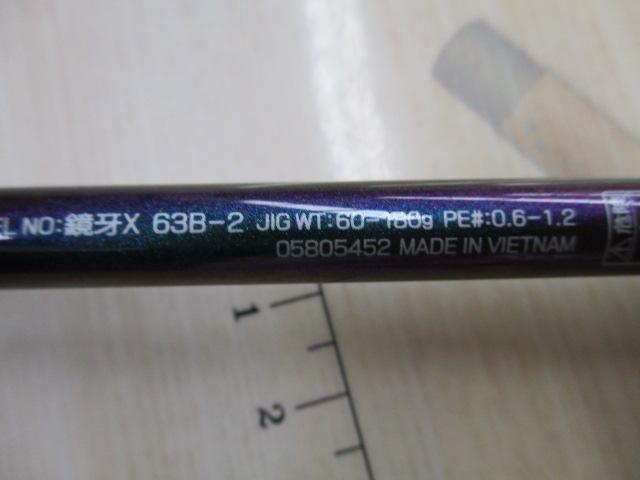 NO:鏡牙X 63B-2 JIG WT:60-180g PE#:0.6-1.2
05805452 MADE IN VIETNAM
1
2